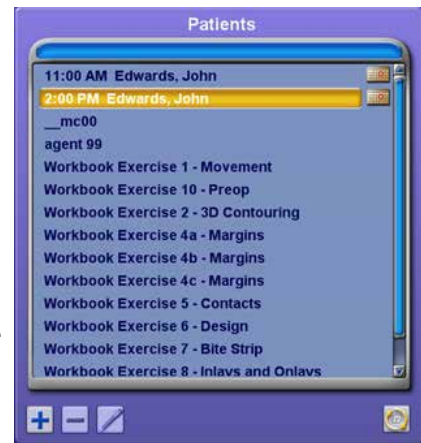 Patients
11:00 AM Edwards, John
2:00 PM Edwards, John
__mc00
agent 99
Workbook Exercise 1 - Movement
Workbook Exercise 10 - Preop
Workbook Exercise 2 - 3D Contouring
Workbook Exercise 4a - Margins
Workbook Exercise 4b - Margins
Workbook Exercise 4c - Margins
Workbook Exercise 5 - Contacts
Workbook Exercise 6 - Design
Workbook Exercise 7 - Bite Strip
Workbook Exercise 8 - Inlays and Onlays